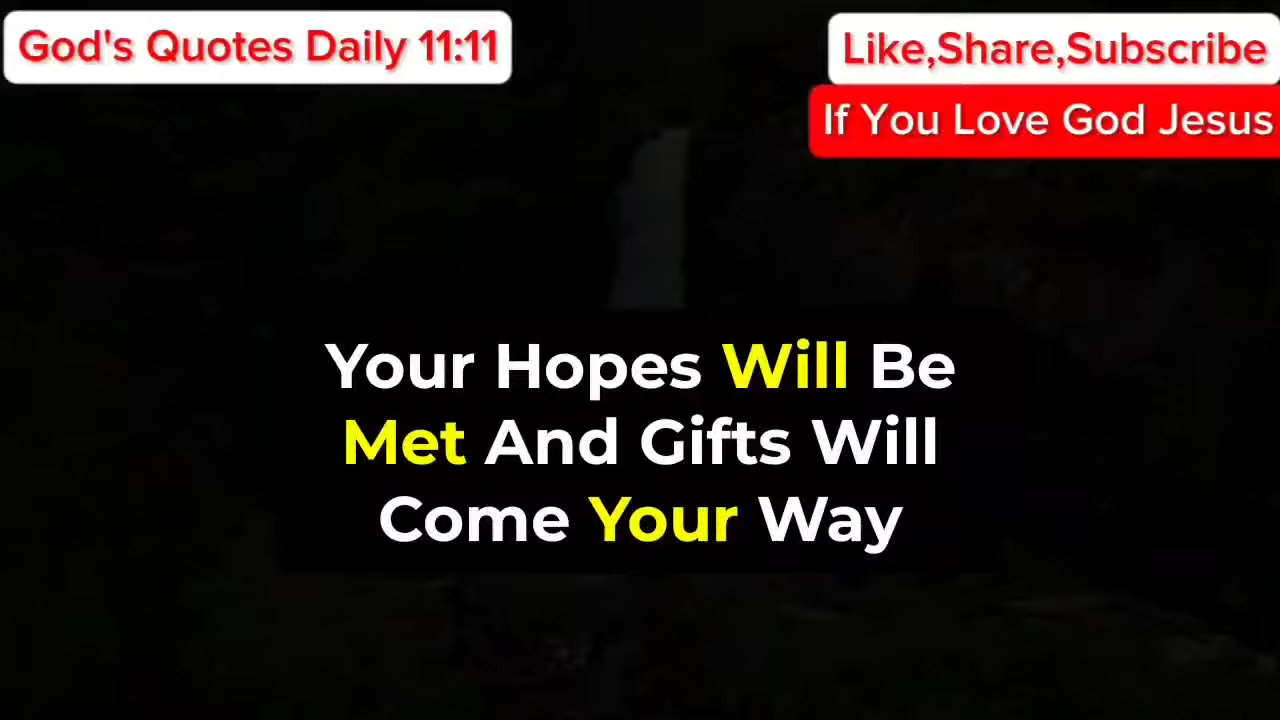 God's Quotes Daily 11:11
Like,Share,Subscribe
If You Love God Jesus
Your Hopes Will Be
Met And Gifts Will
Come Your Way